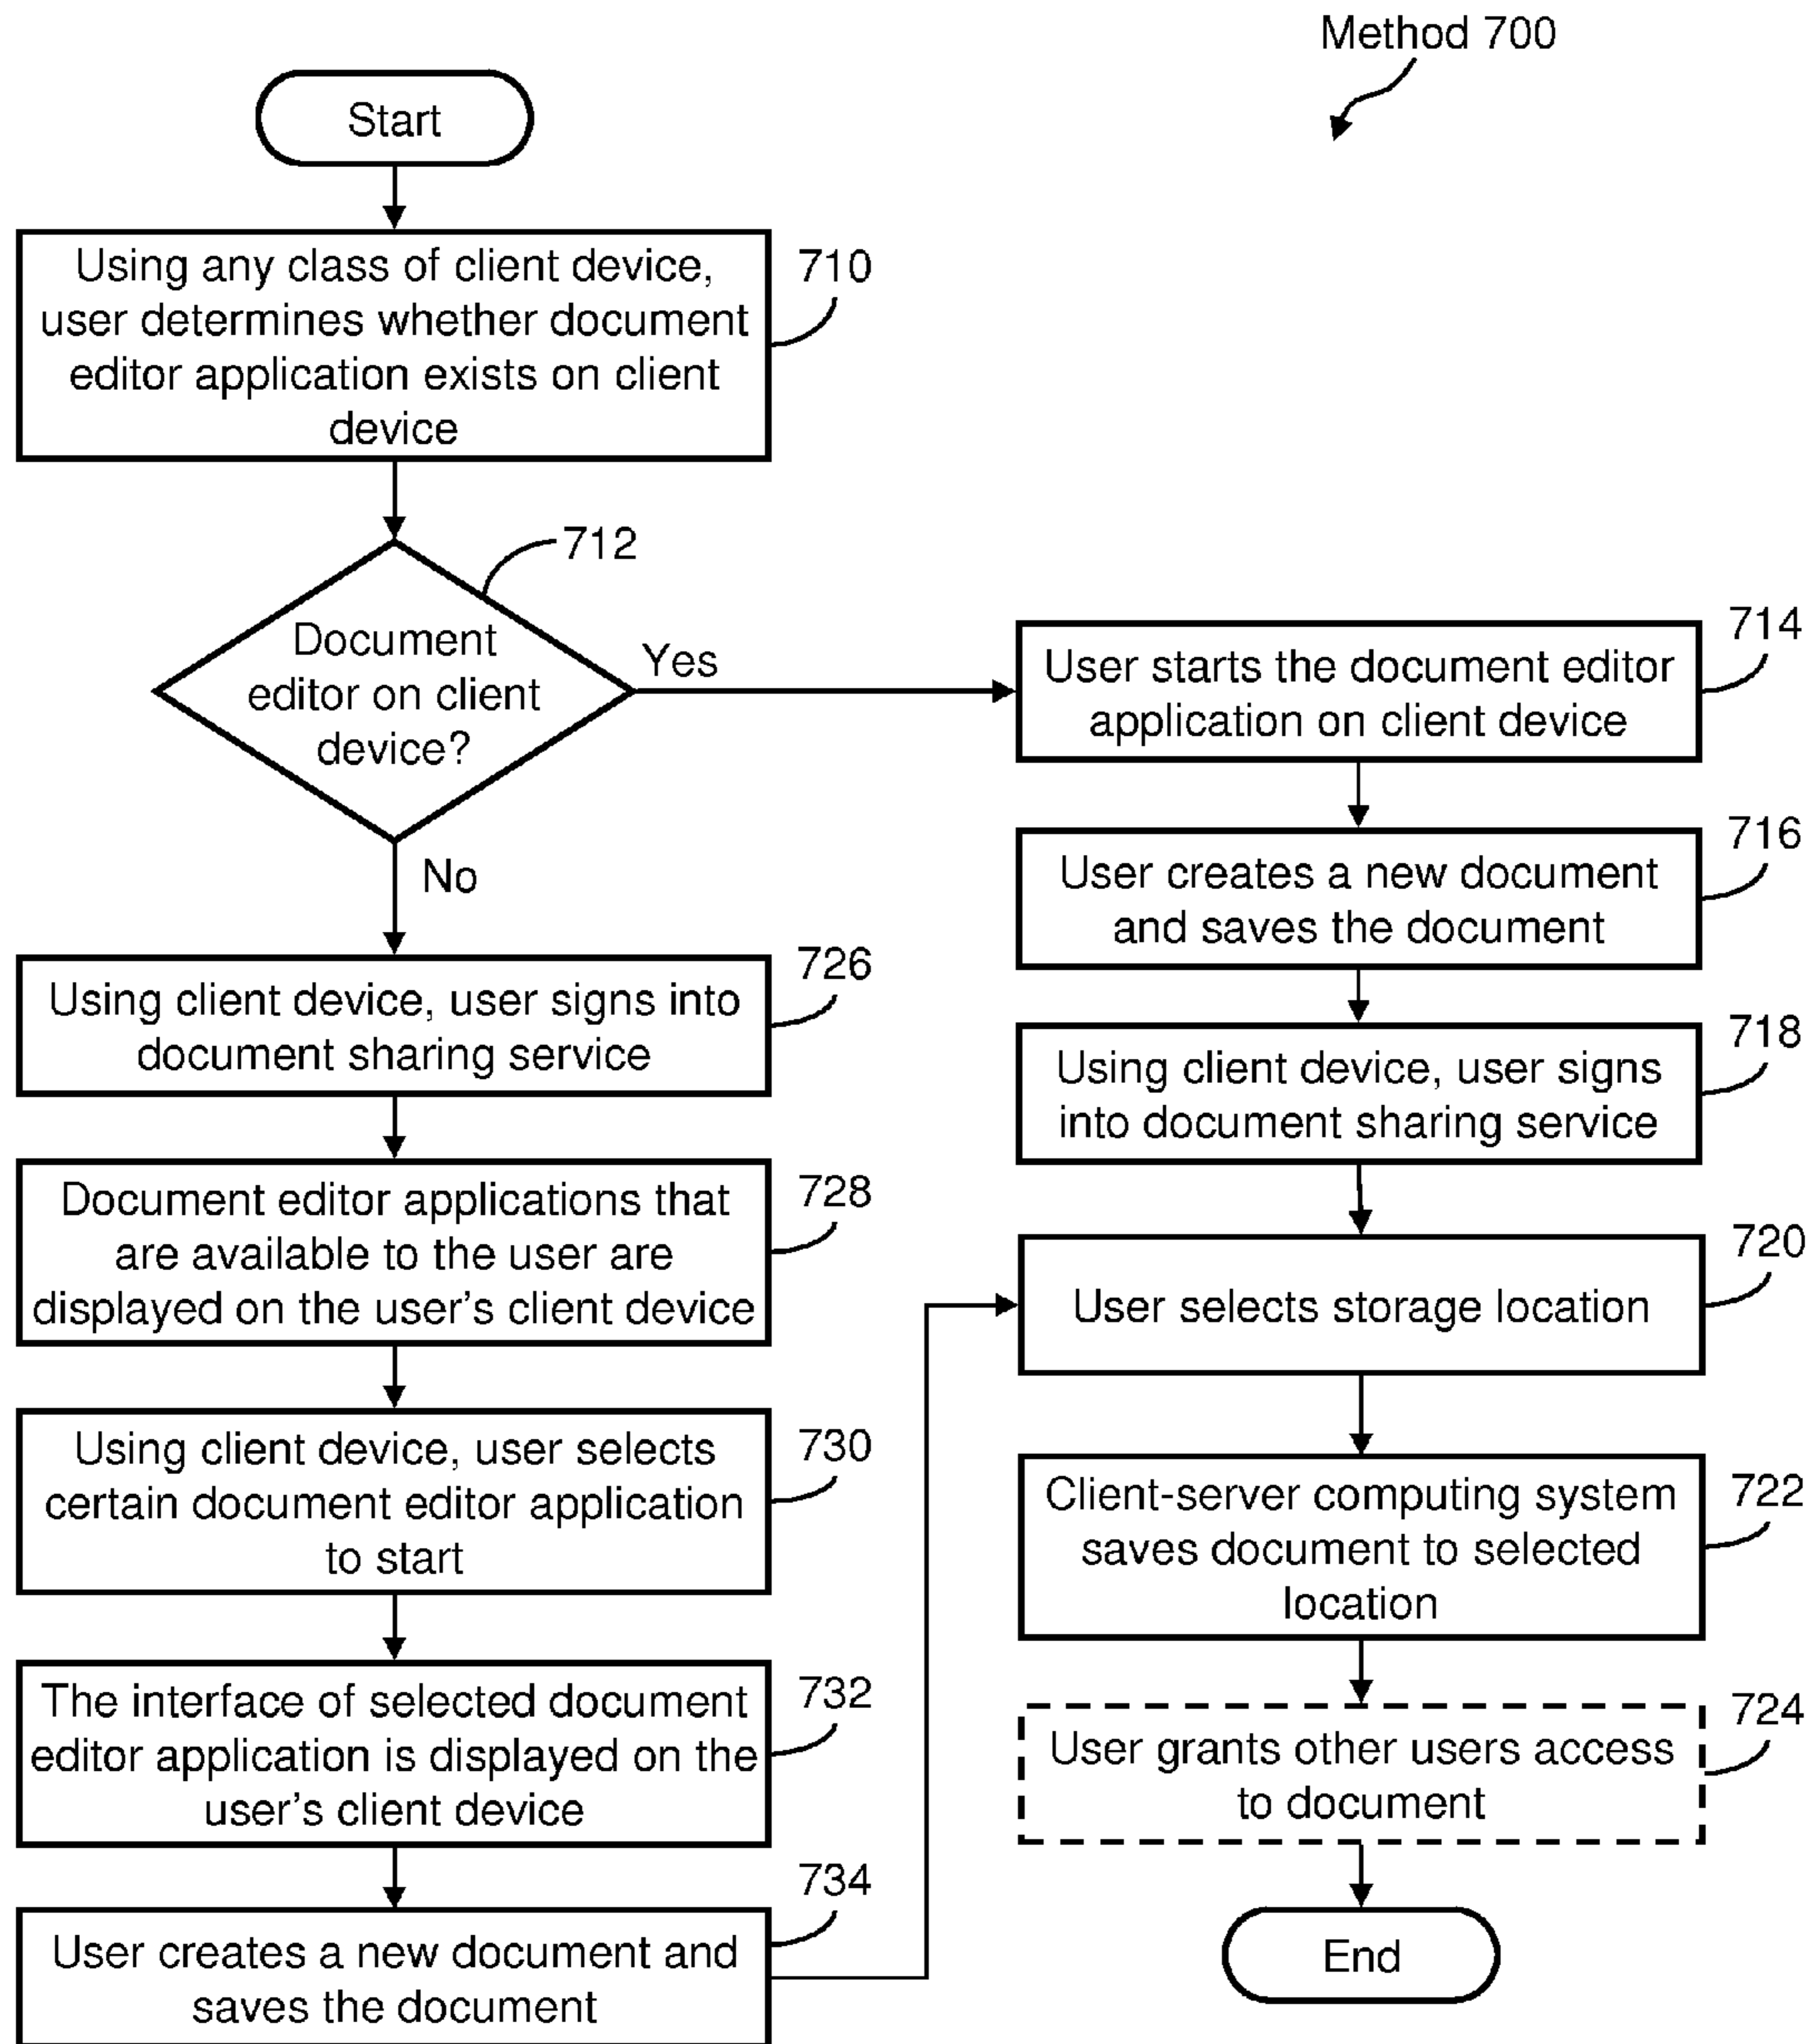 Method 700
Start
Using any class of client device,
user determines whether document
editor application exists on client
device
710
712
Document
editor on client
device?
Yes
No
714
User starts the document editor
application on client device
716
User creates a new document
and saves the document
718
Using client device, user signs
into document sharing service
720
User selects storage location
722
Client-server computing system
saves document to selected
location
724
User grants other users access
to document
End
726
Using client device, user signs into
document sharing service
728
Document editor applications that
are available to the user are
displayed on the user's client device
730
Using client device, user selects
certain document editor application
to start
732
The interface of selected document
editor application is displayed on the
user's client device
734
User creates a new document and
saves the document